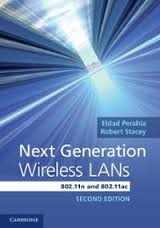 Eldad Perahia
Robert Stacey
Next Generation
Wireless LANs
802.11n and 802.11ac
SECOND EDITION
CAMBRIDGE